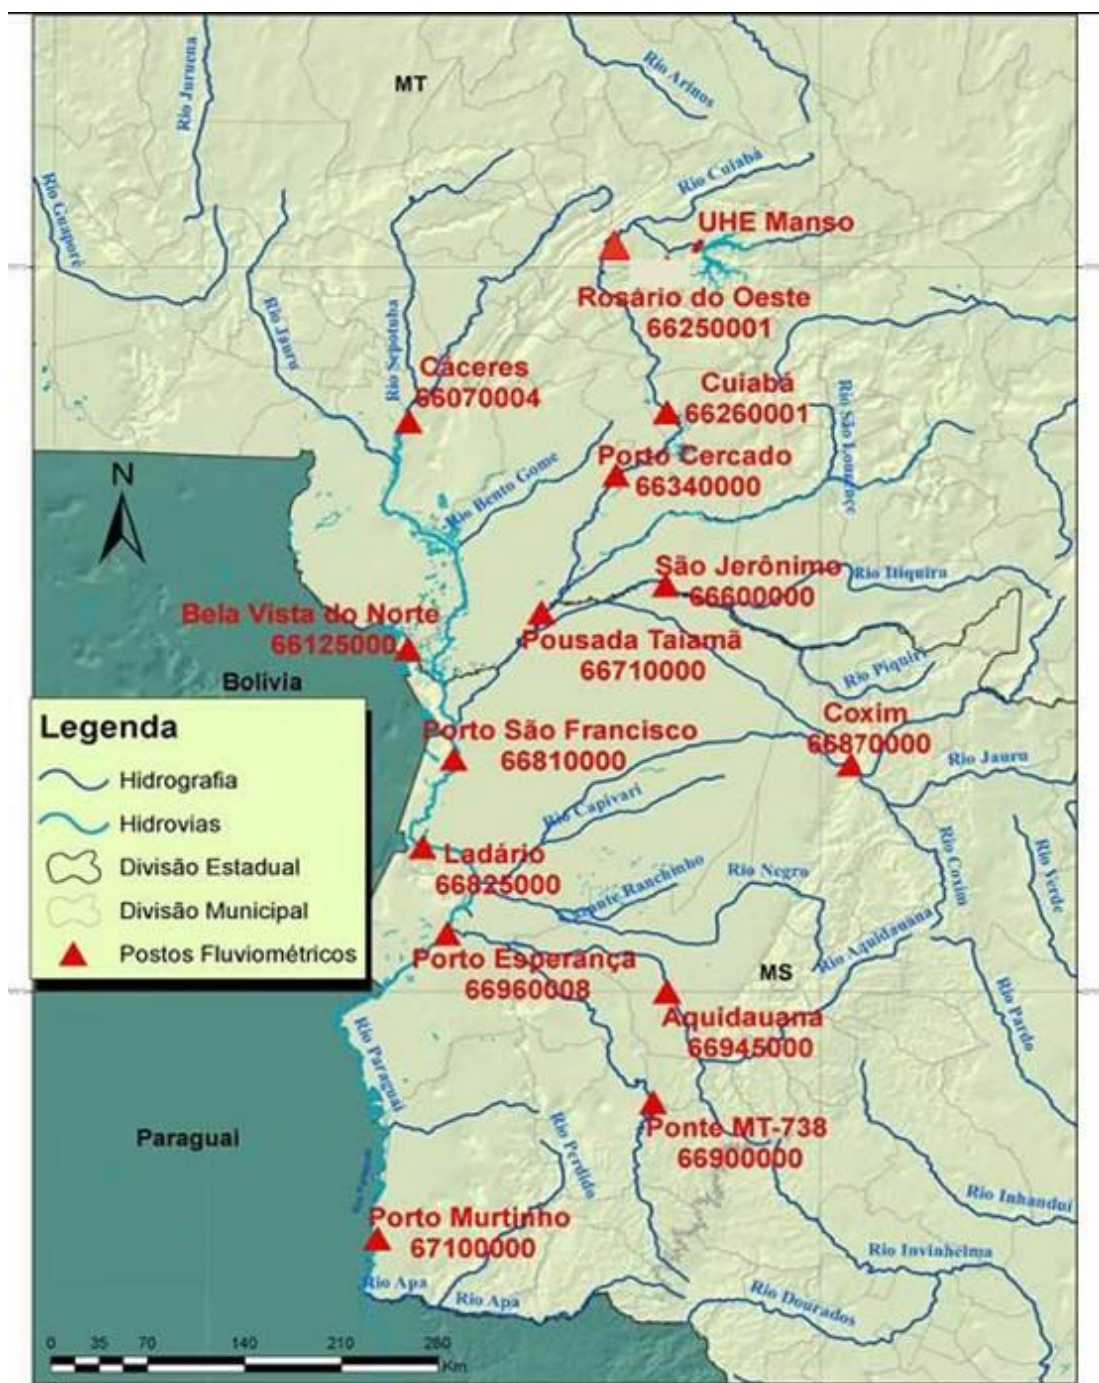 MT
Rio Juruena
Rio Arinos
Rio Cuiabá
Rio Guaporé
UHE Manso
Rosário do Oeste
66250001
Rio Jauru
Rio Sepotuba
Cáceres
66070004
Cuiabá
66260001
Rio São Lourenço
N
Porto Cercado
66340000
Rio Bento Gome
São Jerônimo
66600000
Rio Itiquira
Bela Vista do Norte
66125000
Pousada Taiamã
66710000
Rio Piquiri
Bolívia
Legenda
Hidrografia
Hidrovias
Divisão Estadual
Divisão Municipal
Postos Fluviométricos
Porto São Francisco
66810000
Coxim
66870000
Rio Jauru
Rio Capivari
Ladário
66825000
Rio Negro
Rio Coxim
Rio Verde
Rio Aquidauana
Porto Esperança
66960008
MS
Aquidauana
66945000
Rio Pardo
Rio Paraguai
Ponte MT-738
66900000
Rio Perdido
Paraguai
Rio Inhanduí
Porto Murtinho
67100000
Rio Invinheima
Rio Apa
Rio Apa
Rio Dourados
0 35 70 140 210 280
Km